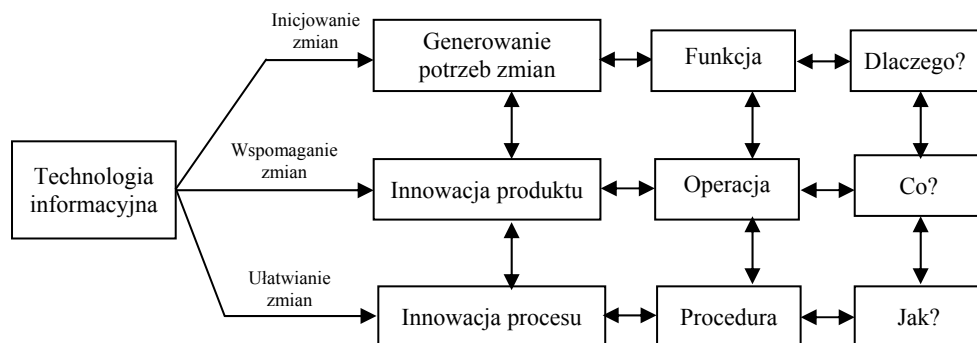 Inicjowanie
zmian
Generowanie
potrzeb zmian
Funkcja
Dlaczego?
Technologia
informacyjna
Wspomaganie
zmian
Innowacja produktu
Operacja
Co?
Ułatwianie
zmian
Innowacja procesu
Procedura
Jak?